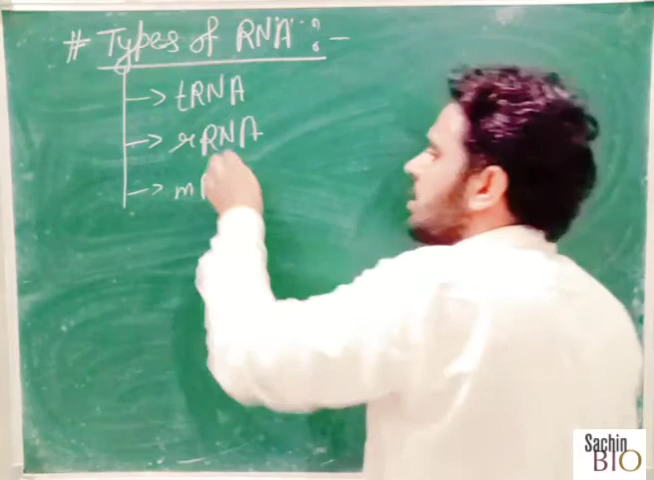 # Types of RNA :-
→ tRNA
→ rRNA
→ m
Sachin
BIO